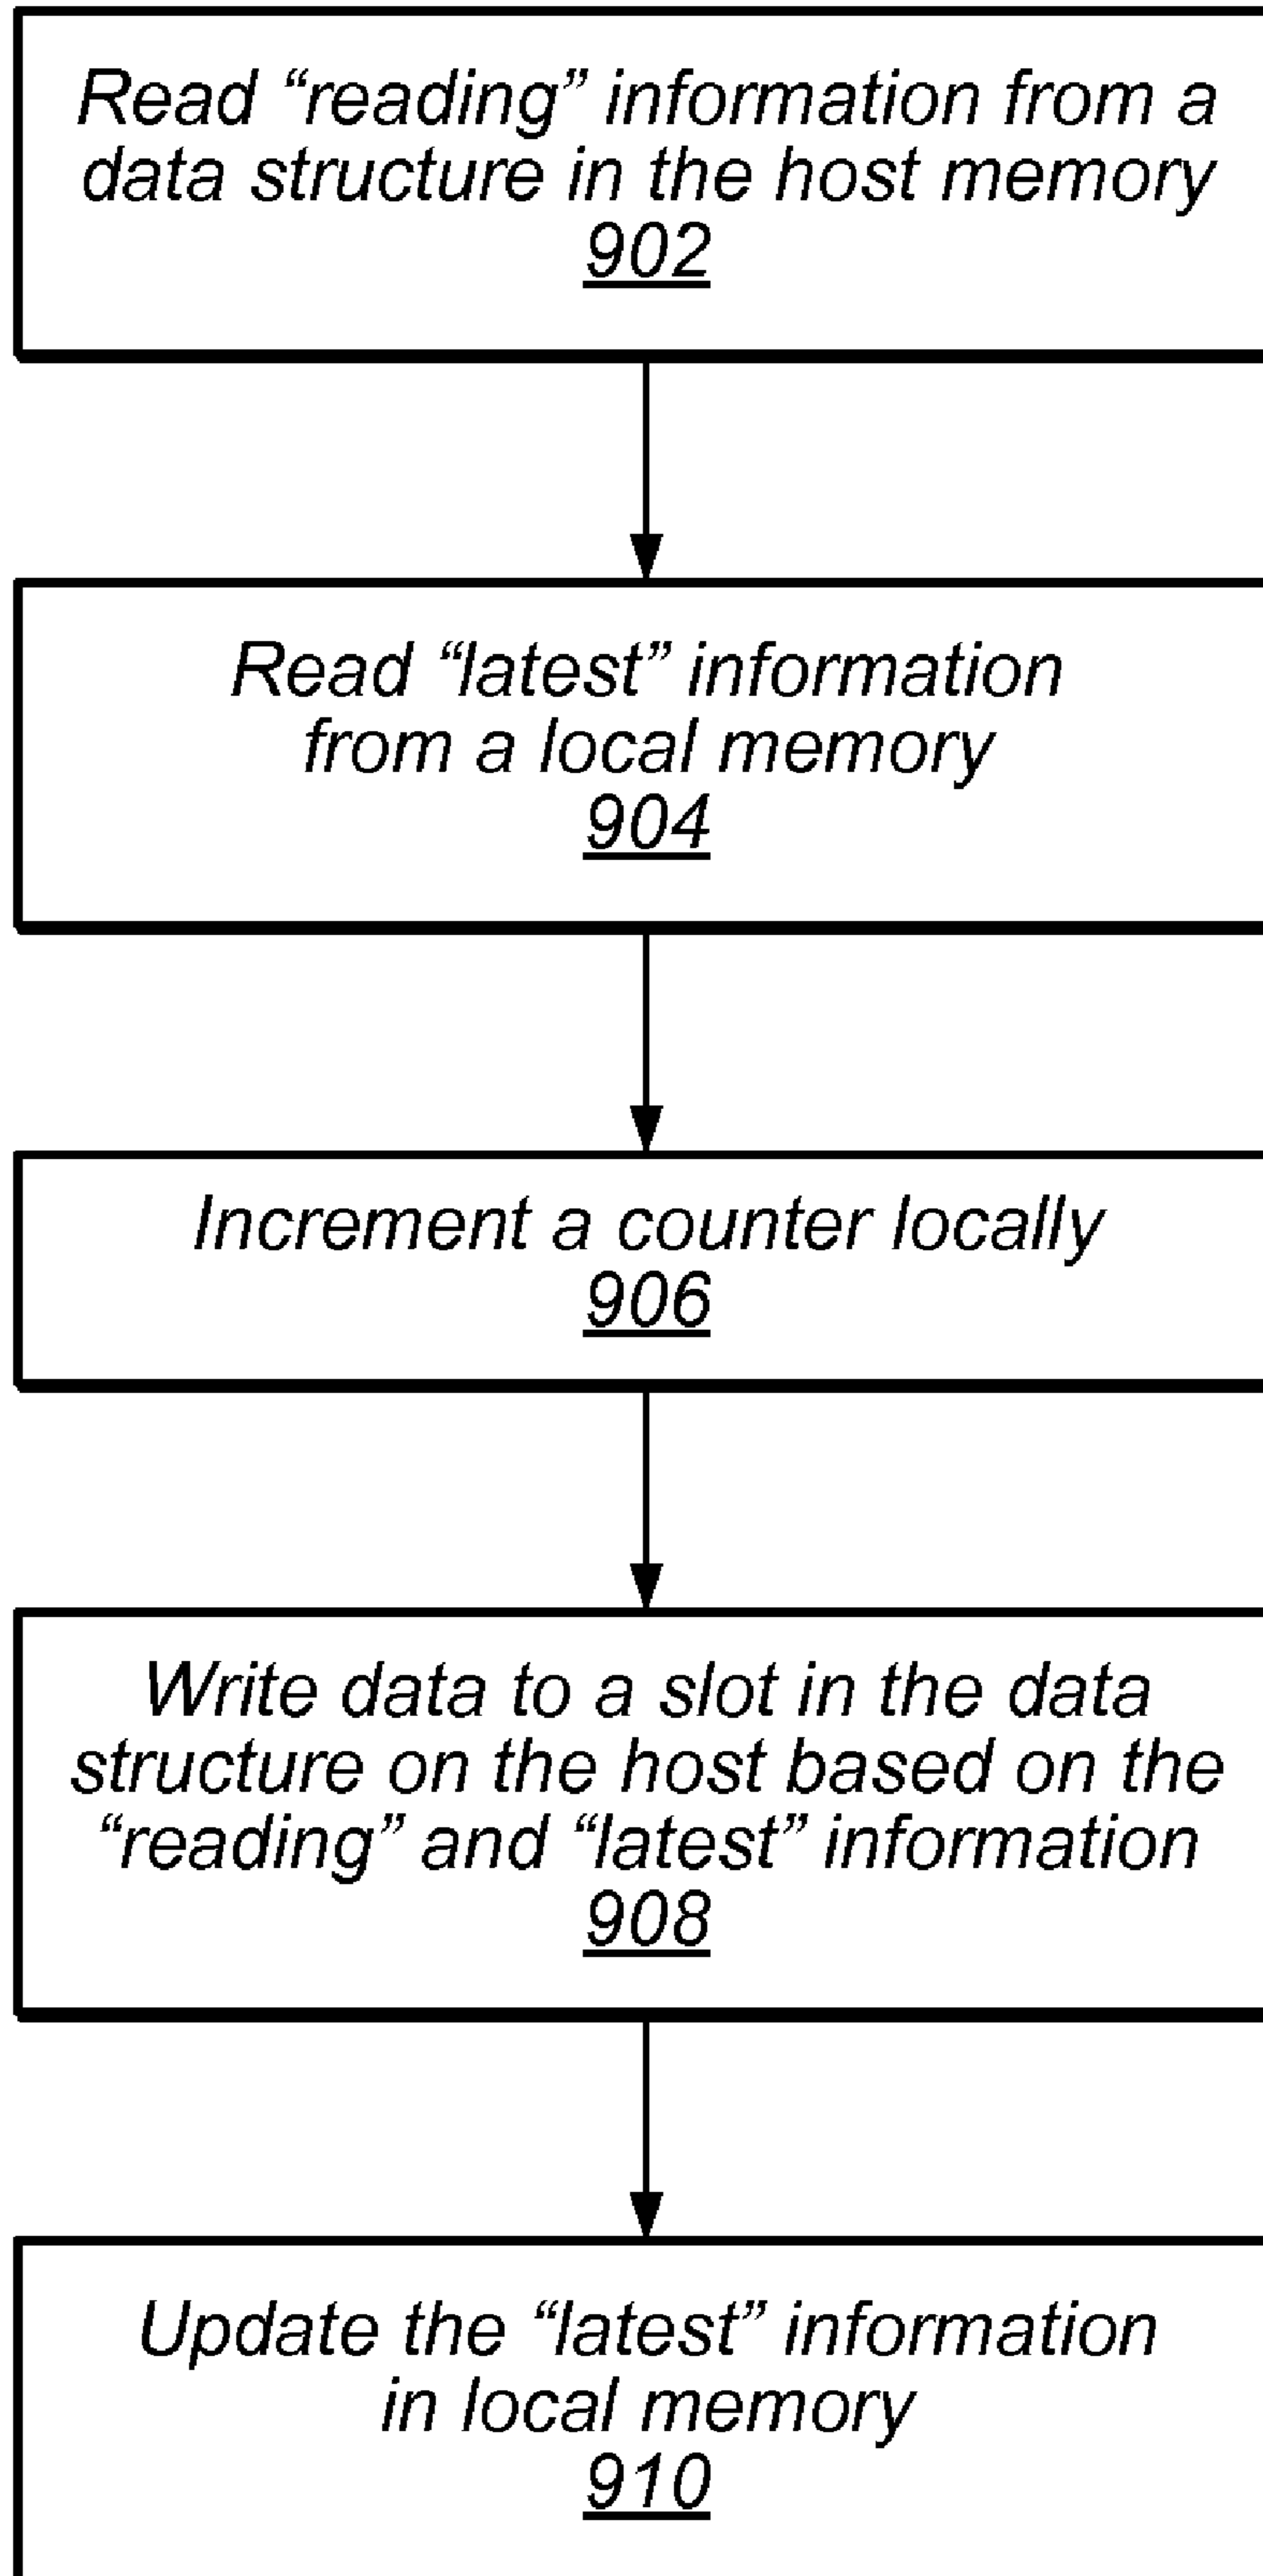 Read “reading” information from a
data structure in the host memory
902
Read “latest” information
from a local memory
904
Increment a counter locally
906
Write data to a slot in the data
structure on the host based on the
“reading” and “latest” information
908
Update the “latest” information
in local memory
910